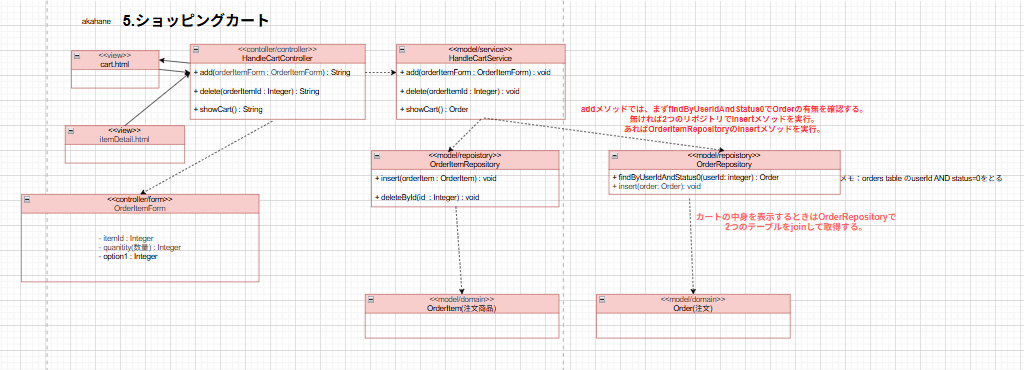 akahane 5.ショッピングカート
<<view>>
cart.html
<<contoller/controller>>
HandleCartController
+ add(orderItemForm : OrderItemForm) : String
+ delete(orderItemId : Integer) : String
+ showCart() : String
<<model/service>>
HandleCartService
+ add(orderItemForm : OrderItemForm) : void
+ delete(orderItemId : Integer) : void
+ showCart() : Order
addメソッドでは、まずfindByUserIdAndStatus0でOrderの有無を確認する。
無ければ2つのリポジトリでinsertメソッドを実行。
あればOrderItemRepositoryのinsertメソッドを実行。
<<view>>
itemDetail.html
<<model/repoistory>>
OrderItemRepository
+ insert(orderItem : OrderItem) : void
+ deleteById(id : Integer) : void
<<model/repoistory>>
OrderRepository
+ findByUserIdAndStatus0(userId: integer) : Order
+ insert(order: Order): void
メモ：orders table のuserId AND status=0をとる
<<controller/form>>
OrderItemForm
- itemId : Integer
- quanitity(数量) : Integer
- option1 : Integer
カートの中身を表示するときはOrderRepositoryで
2つのテーブルをjoinして取得する。
<<model/domain>>
OrderItem(注文商品)
<<model/domain>>
Order(注文)